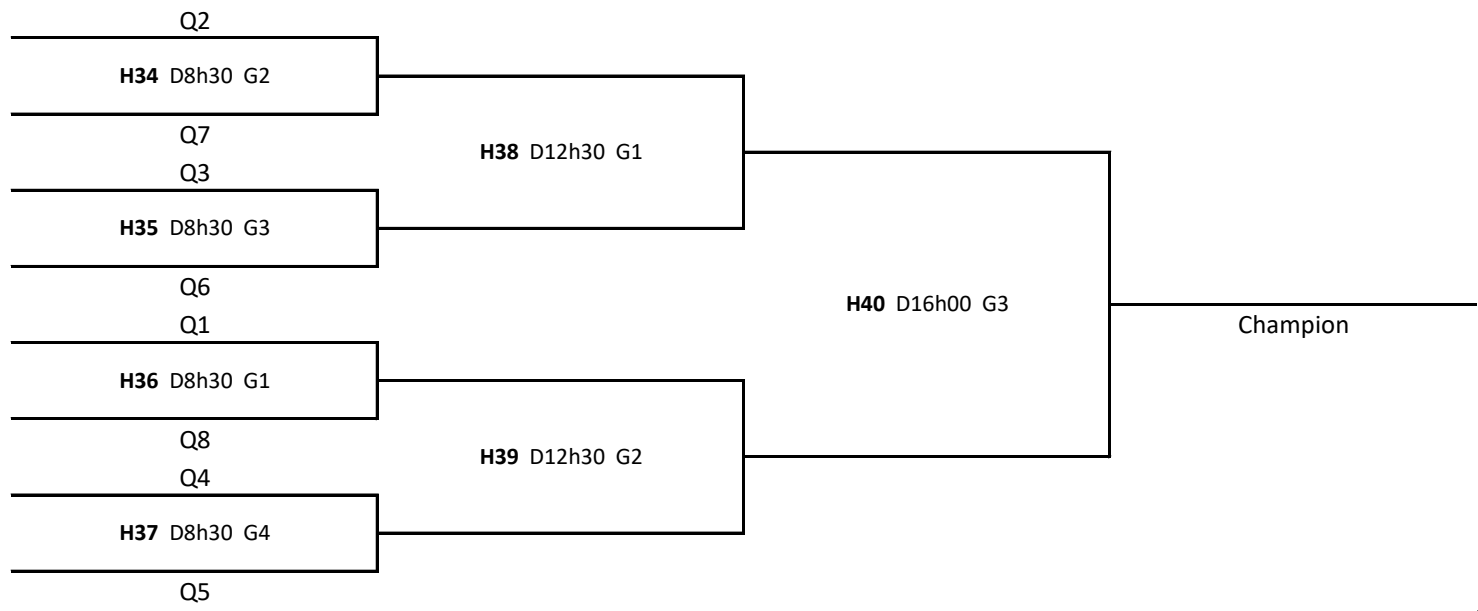 Q2
H34 D8h30 G2
Q7
H38 D12h30 G1
Q3
H35 D8h30 G3
Q6
H40 D16h00 G3
Q1
Champion
H36 D8h30 G1
Q8
H39 D12h30 G2
Q4
H37 D8h30 G4
Q5